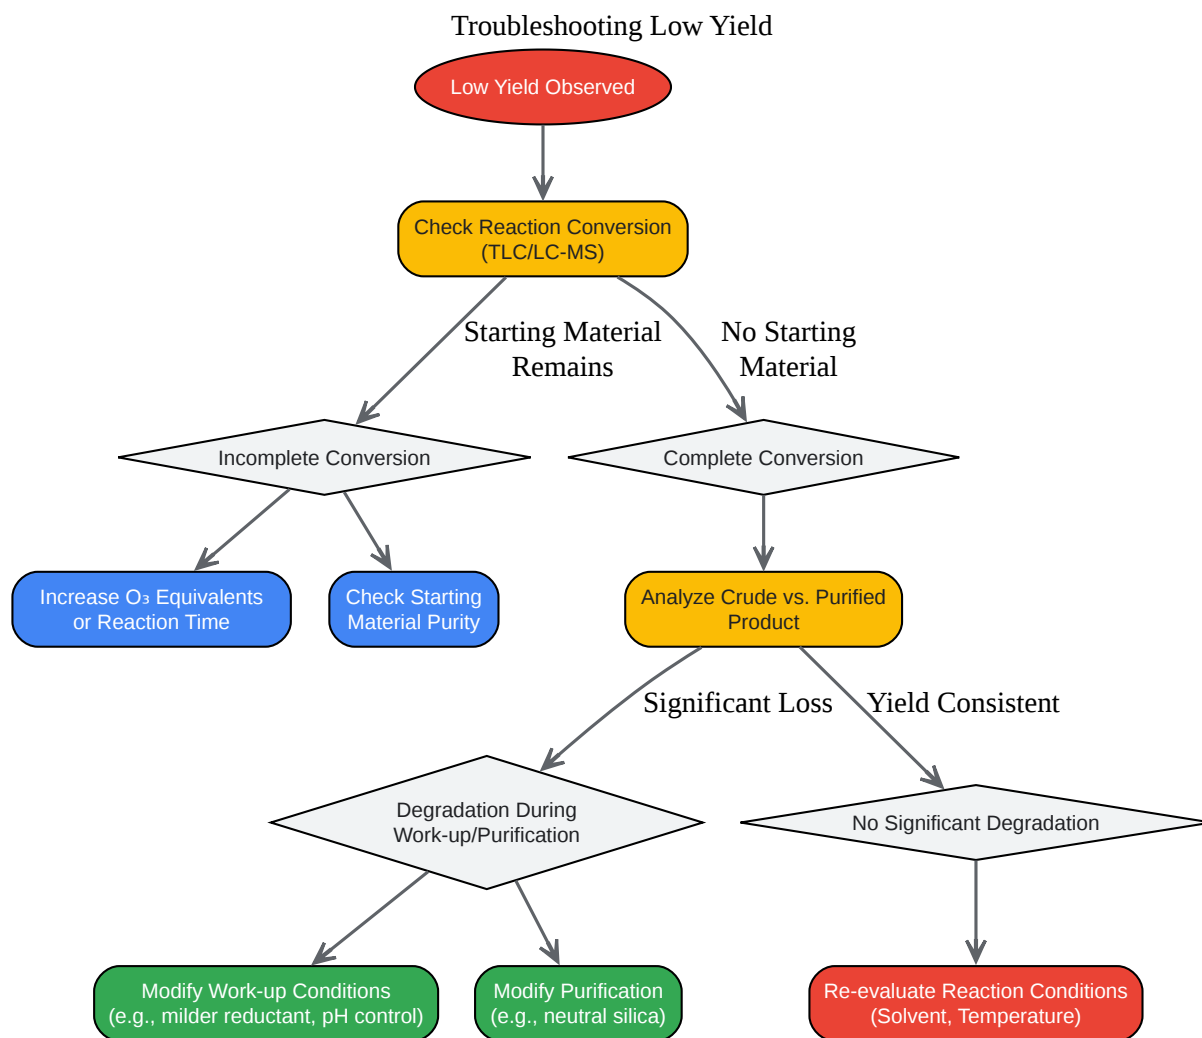 Troubleshooting Low Yield
Low Yield Observed
Check Reaction Conversion
(TLC/LC-MS)
Starting Material
Remains
No Starting
Material
Incomplete Conversion
Complete Conversion
Increase O₃ Equivalents
or Reaction Time
Check Starting
Material Purity
Analyze Crude vs. Purified
Product
Significant Loss
Yield Consistent
Degradation During
Work-up/Purification
No Significant Degradation
Modify Work-up Conditions
(e.g., milder reductant, pH control)
Modify Purification
(e.g., neutral silica)
Re-evaluate Reaction Conditions
(Solvent, Temperature)